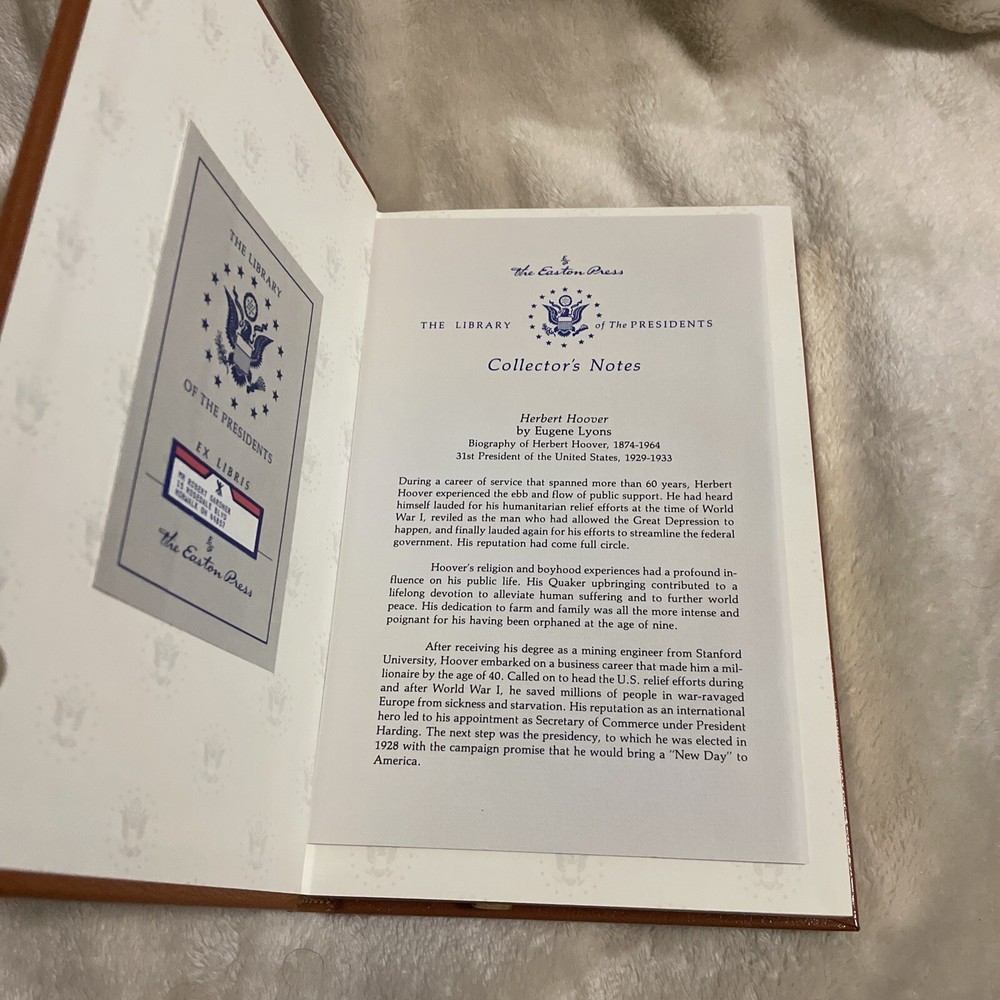 THE LIBRARY
OF THE PRESIDENTS
EX LIBRIS
MR ROBERT GARDNER
15 ROSEDALE BLVD
NORWALK OH 44857
The Easton Press
The Easton Press
THE LIBRARY of The PRESIDENTS
Collector's Notes
Herbert Hoover
by Eugene Lyons
Biography of Herbert Hoover, 1874-1964
31st President of the United States, 1929-1933
During a career of service that spanned more than 60 years, Herbert
Hoover experienced the ebb and flow of public support. He had heard
himself lauded for his humanitarian relief efforts at the time of World
War I, reviled as the man who had allowed the Great Depression to
happen, and finally lauded again for his efforts to streamline the federal
government. His reputation had come full circle.
Hoover's religion and boyhood experiences had a profound in-
fluence on his public life. His Quaker upbringing contributed to a
lifelong devotion to alleviate human suffering and to further world
peace. His dedication to farm and family was all the more intense and
poignant for his having been orphaned at the age of nine.
After receiving his degree as a mining engineer from Stanford
University, Hoover embarked on a business career that made him a mil-
lionaire by the age of 40. Called on to head the U.S. relief efforts during
and after World War I, he saved millions of people in war-ravaged
Europe from sickness and starvation. His reputation as an international
hero led to his appointment as Secretary of Commerce under President
Harding. The next step was the presidency, to which he was elected in
1928 with the campaign promise that he would bring a "New Day" to
America.